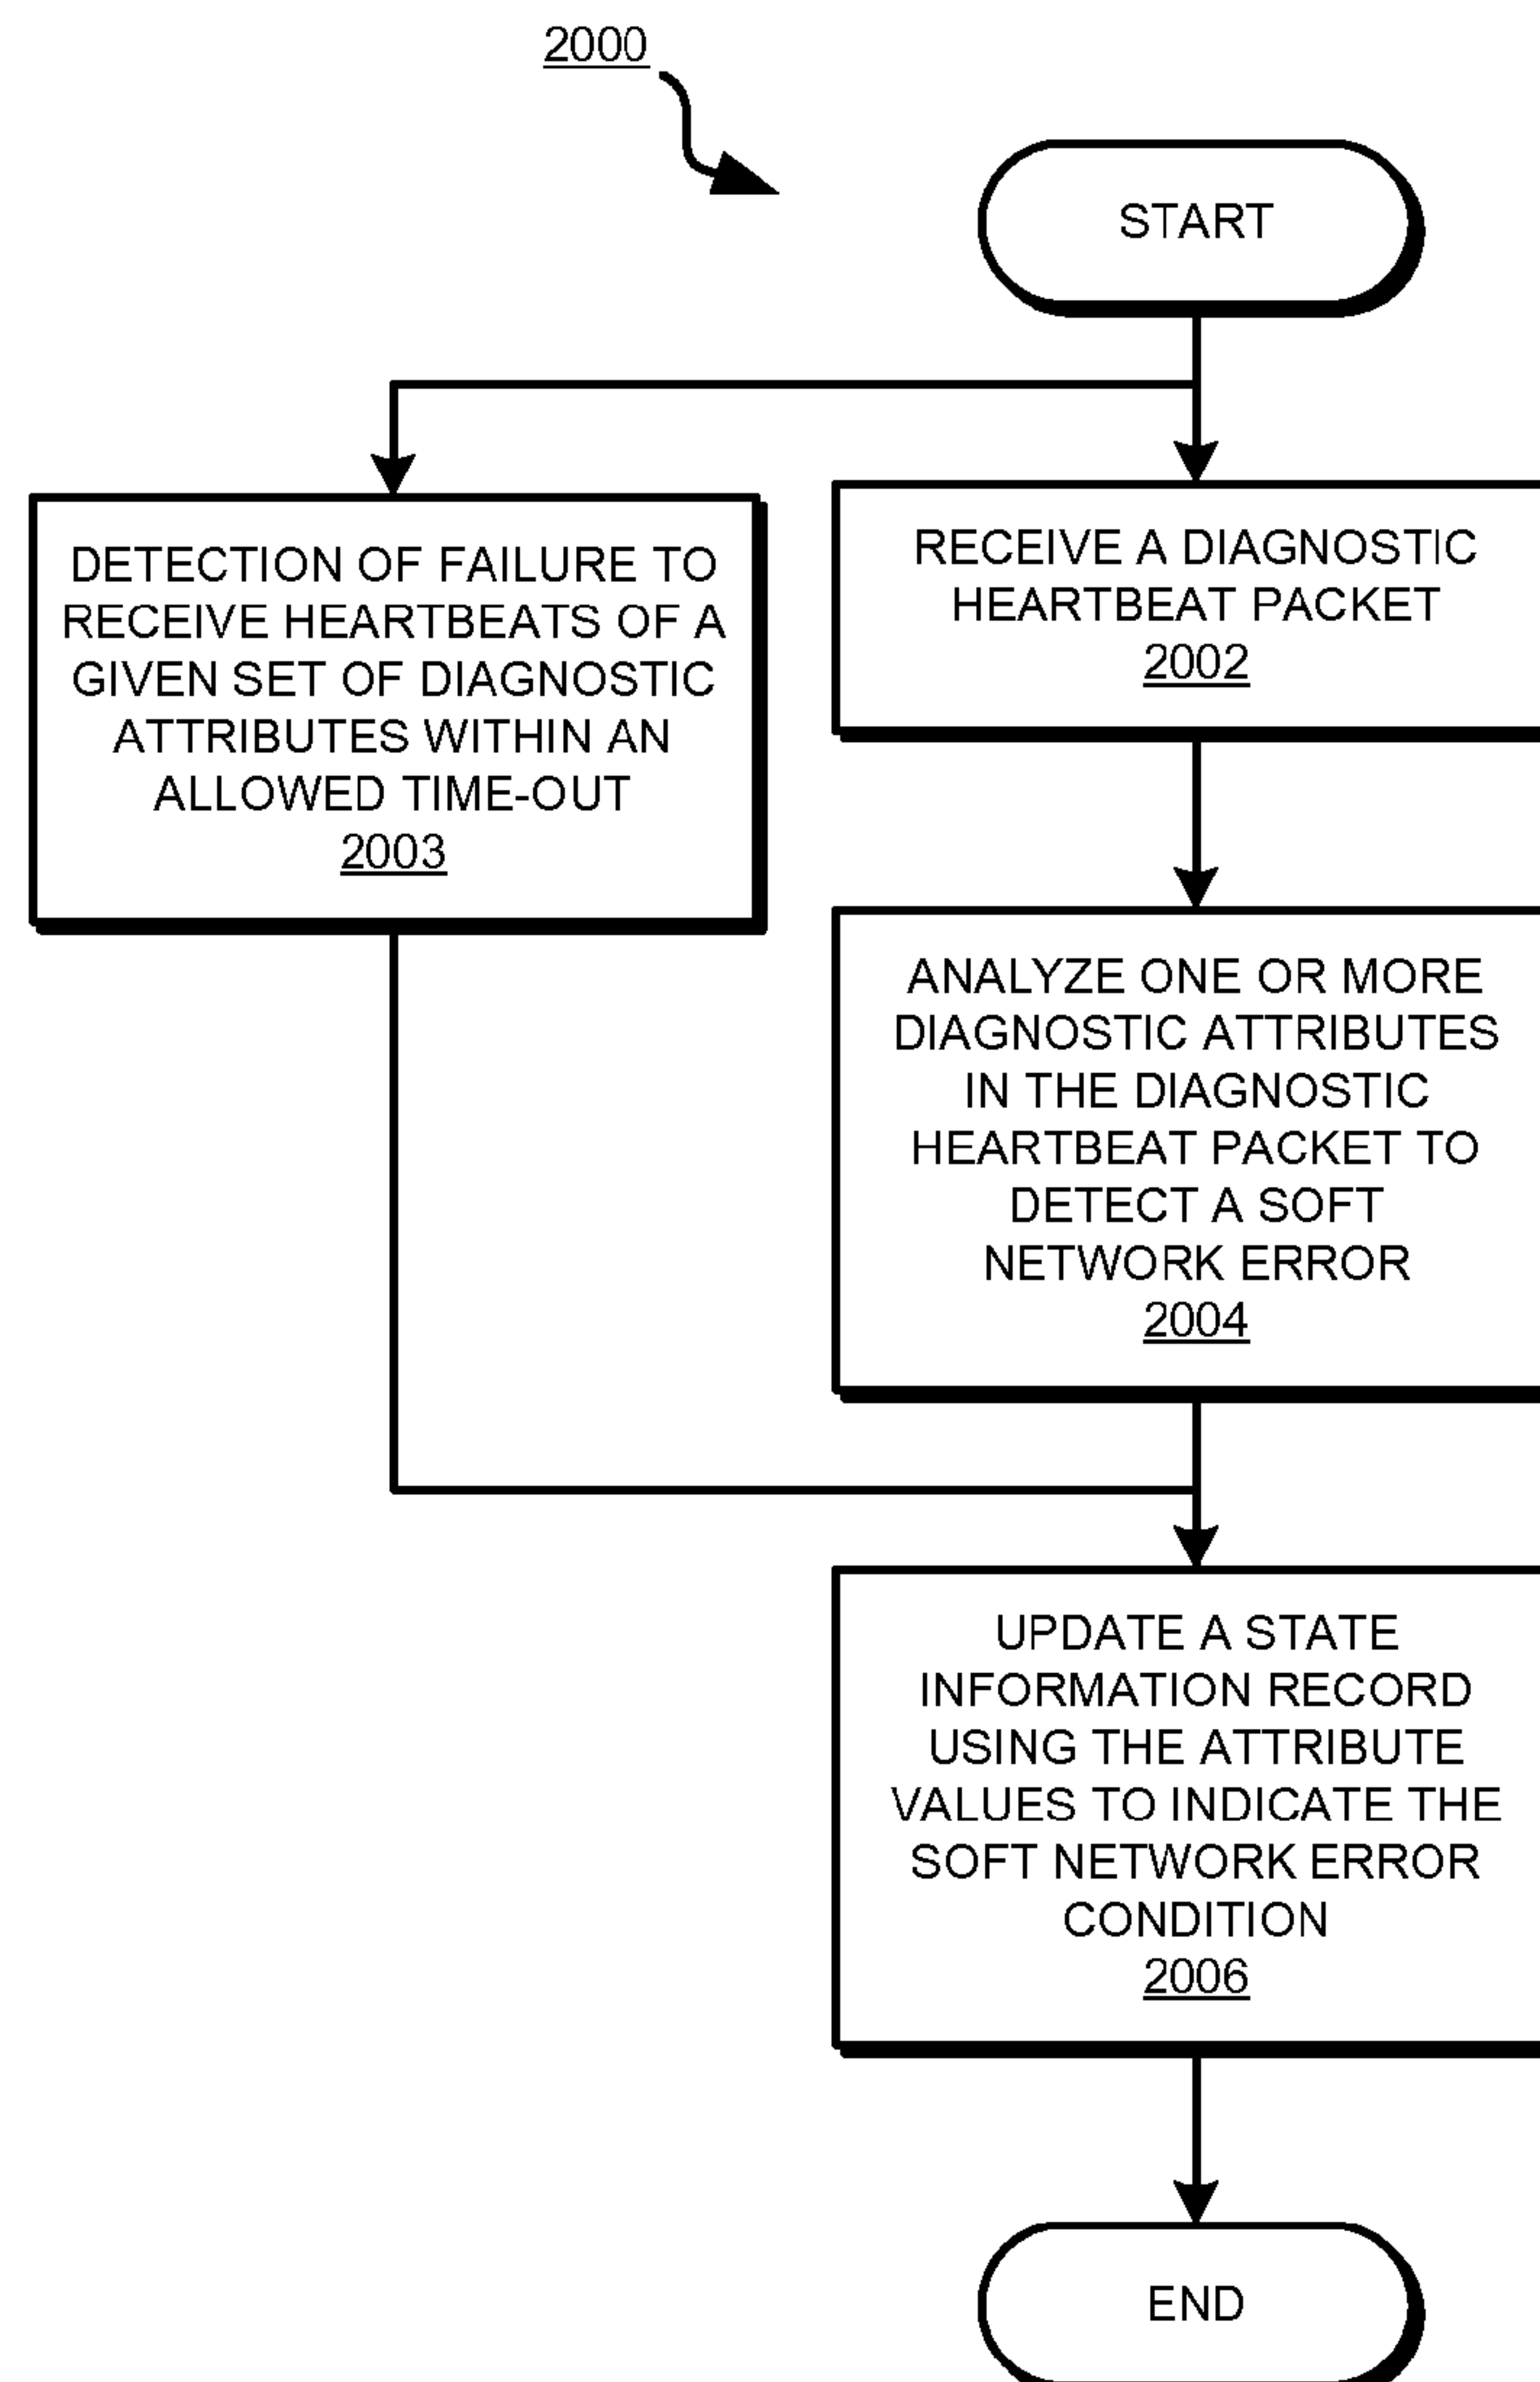 2000
START
DETECTION OF FAILURE TO
RECEIVE HEARTBEATS OF A
GIVEN SET OF DIAGNOSTIC
ATTRIBUTES WITHIN AN
ALLOWED TIME-OUT
2003
RECEIVE A DIAGNOSTIC
HEARTBEAT PACKET
2002
ANALYZE ONE OR MORE
DIAGNOSTIC ATTRIBUTES
IN THE DIAGNOSTIC
HEARTBEAT PACKET TO
DETECT A SOFT
NETWORK ERROR
2004
UPDATE A STATE
INFORMATION RECORD
USING THE ATTRIBUTE
VALUES TO INDICATE THE
SOFT NETWORK ERROR
CONDITION
2006
END